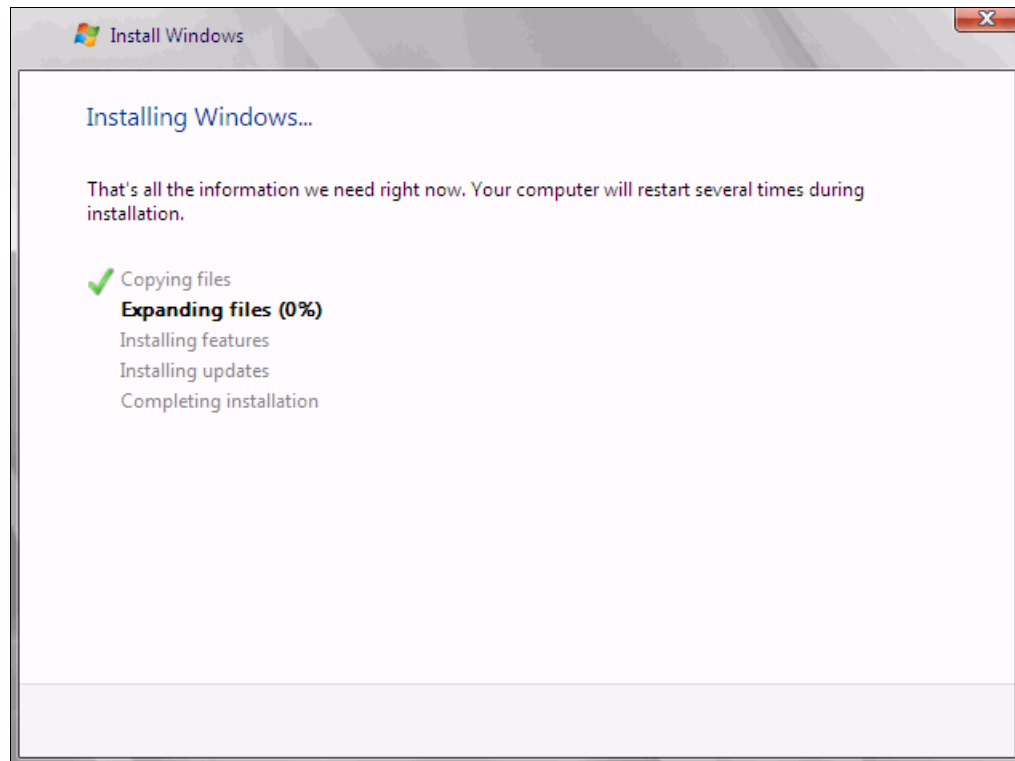 Install Windows
Installing Windows...
That's all the information we need right now. Your computer will restart several times during
installation.
Copying files
Expanding files (0%)
Installing features
Installing updates
Completing installation